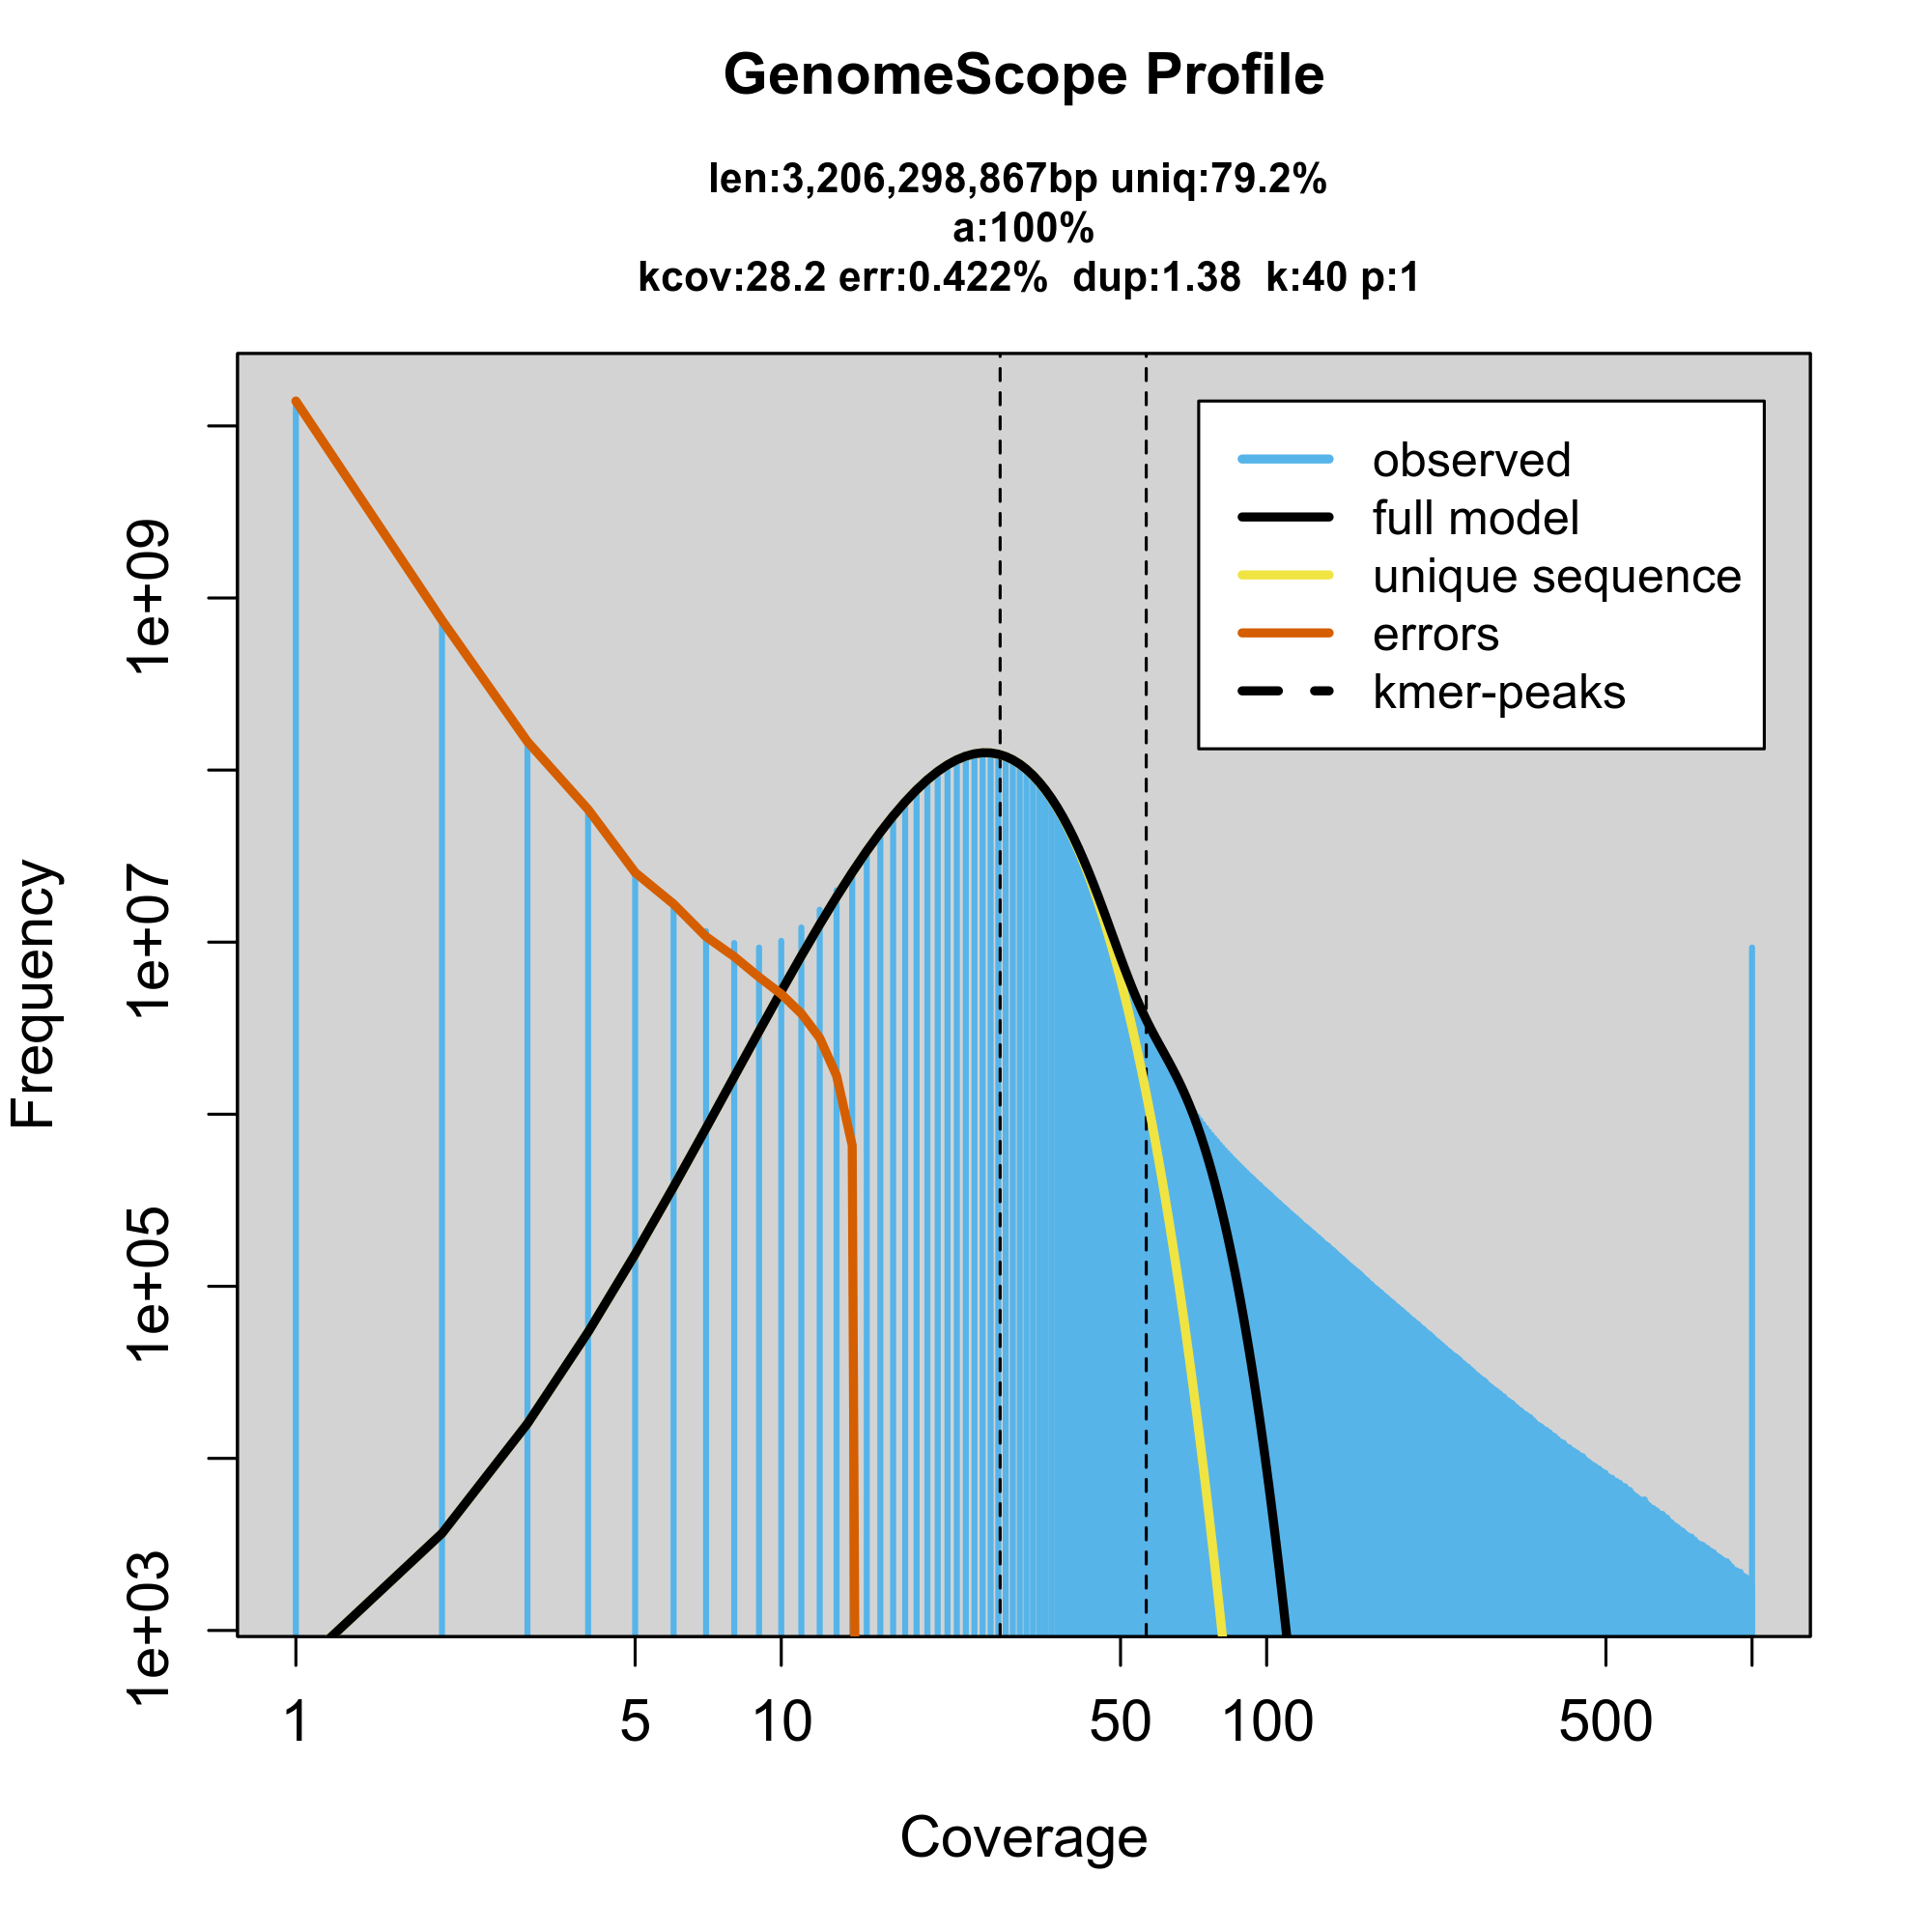 GenomeScope Profile
len:3,206,298,867bp uniq:79.2%
a:100%
kcov:28.2 err:0.422% dup:1.38 k:40 p:1
observed
full model
unique sequence
errors
kmer-peaks
Frequency
1e+09
1e+07
1e+05
1e+03
1 5 10 50 100 500
Coverage